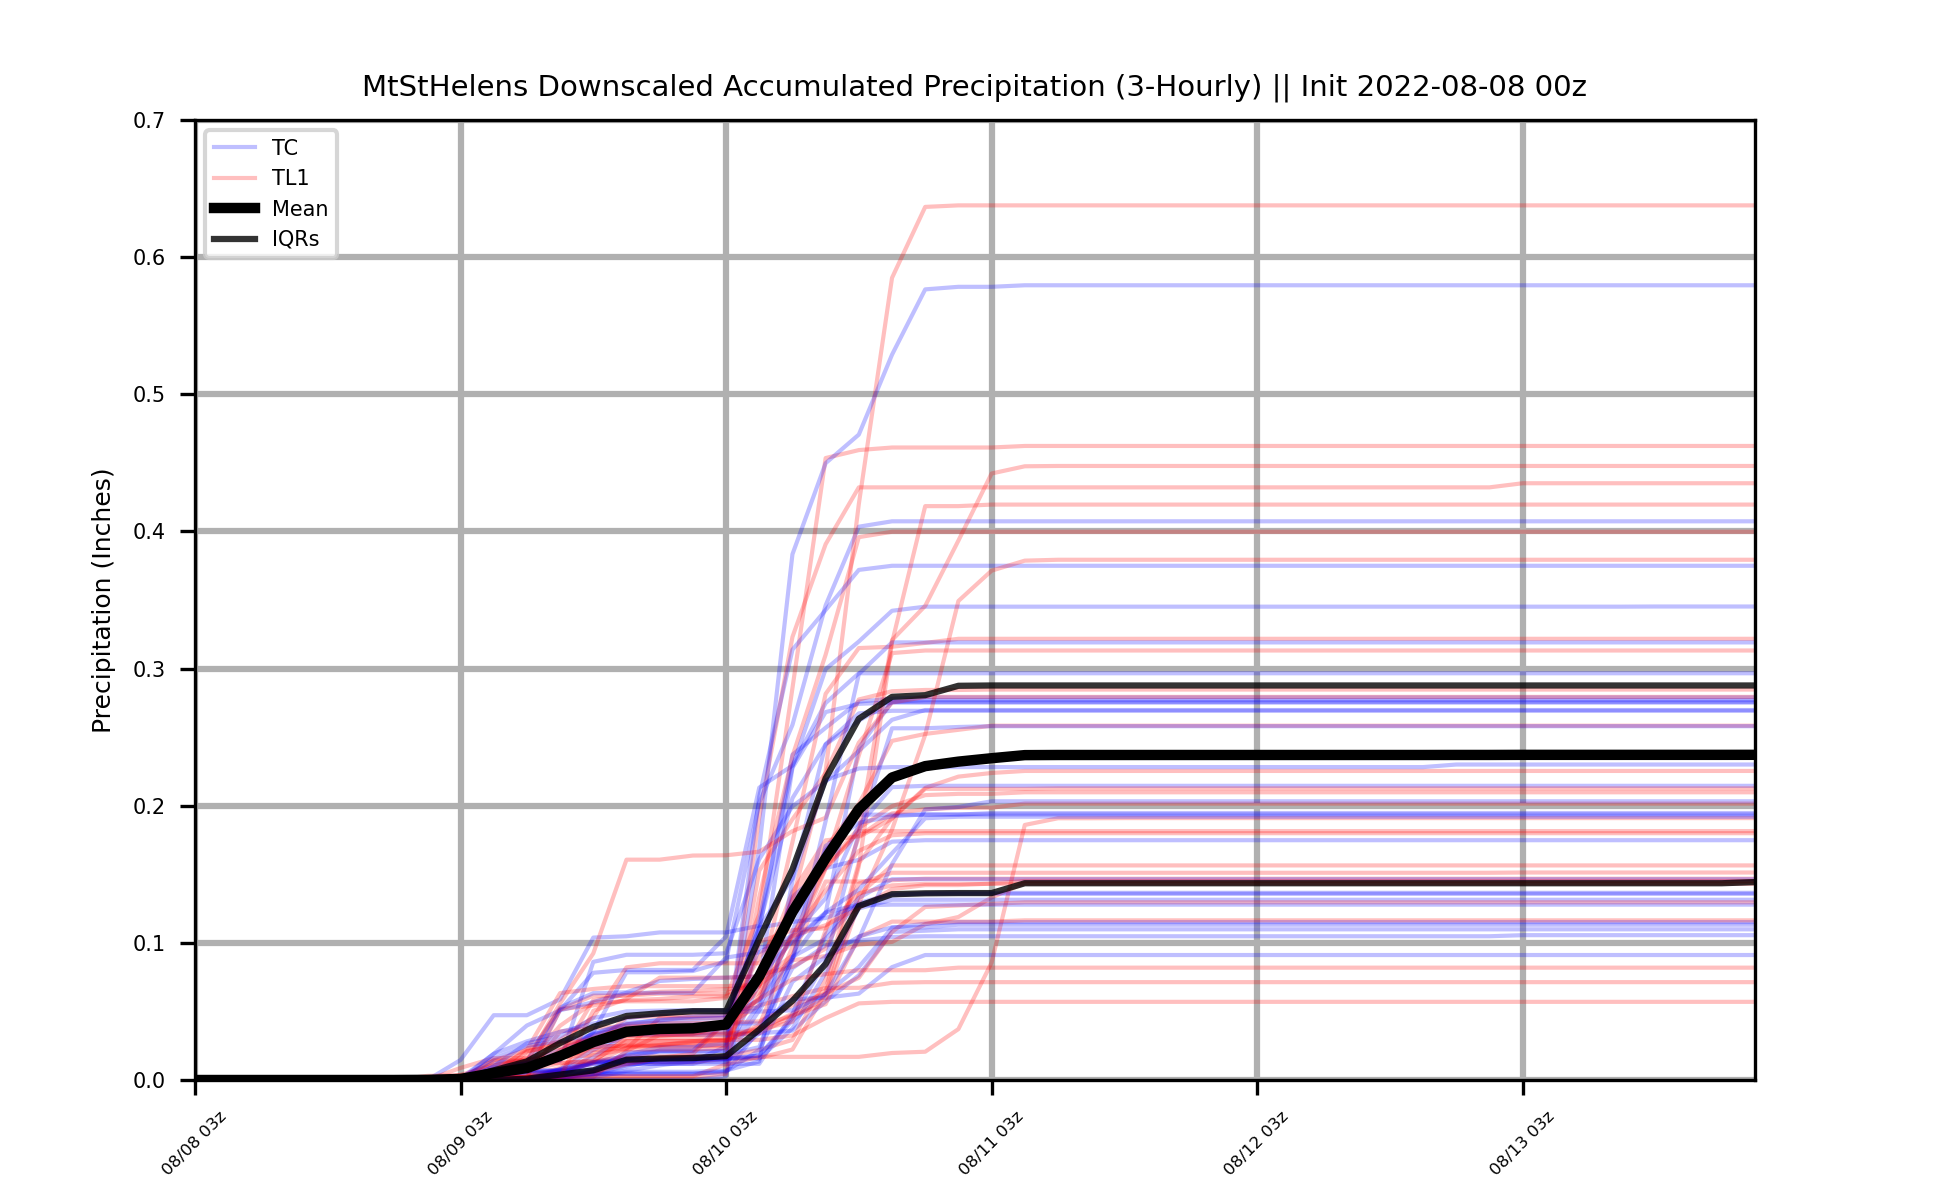 MtStHelens Downscaled Accumulated Precipitation (3-Hourly) || Init 2022-08-08 00z
TC
TL1
Mean
IQRs
Precipitation (Inches)
0.7
0.6
0.5
0.4
0.3
0.2
0.1
0.0
08/08 03z
08/09 03z
08/10 03z
08/11 03z
08/12 03z
08/13 03z